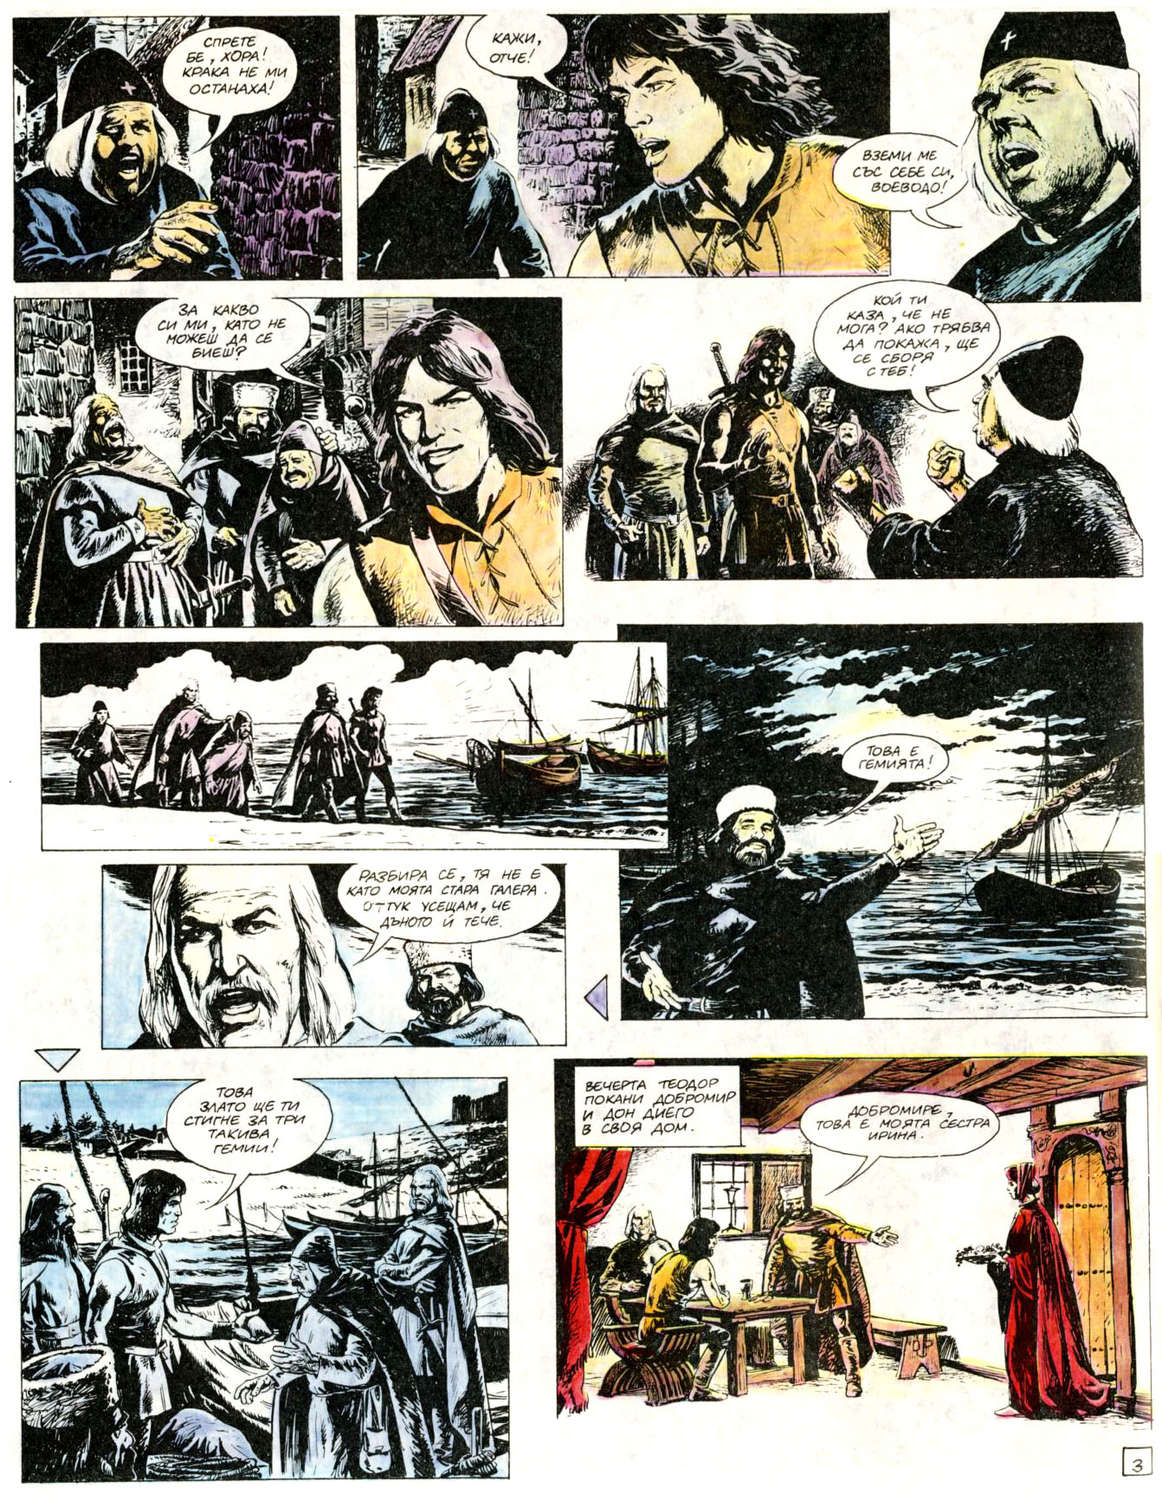 СПРЕТЕ
БЕ, ХОРА!
КРАКА НЕ МИ
ОСТАНАХА!
КАЖИ,
ОТЧЕ!
ВЗЕМИ МЕ
СЪС СЕБЕ СИ,
ВОЕВОДО!
ЗА КАКВО
СИ МИ, КАТО НЕ
МОЖЕШ ДА СЕ
БИЕШ?
КОЙ ТИ
КАЗА, ЧЕ НЕ
МОГА? АКО ТРЯБВА
ДА ПОКАЖА, ЩЕ
СЕ СБОРЯ
С ТЕБ!
ТОВА Е
ГЕМИЯТА!
РАЗБИРА СЕ, ТЯ НЕ Е
КАТО МОЯТА СТАРА ГАЛЕРА.
ОТТУК УСЕЩАМ, ЧЕ
ДЪНОТО Й ТЕЧЕ.
ТОВА
ЗЛАТО ЩЕ ТИ
СТИГНЕ ЗА ТРИ
ТАКИВА
ГЕМИИ!
ВЕЧЕРТА ТЕОДОР
ПОКАНИ ДОБРОМИР
И ДОН ДИЕГО
В СВОЯ ДОМ.
ДОБРОМИРЕ,
ТОВА Е МОЯТА СЕСТРА
ИРИНА.
3